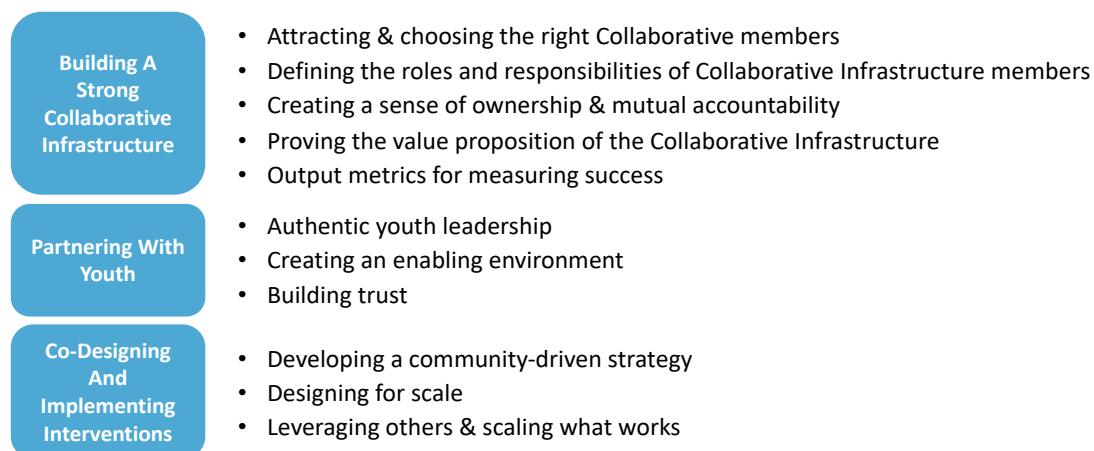 Building A
Strong
Collaborative
Infrastructure
• Attracting & choosing the right Collaborative members
• Defining the roles and responsibilities of Collaborative Infrastructure members
• Creating a sense of ownership & mutual accountability
• Proving the value proposition of the Collaborative Infrastructure
• Output metrics for measuring success
Partnering With
Youth
• Authentic youth leadership
• Creating an enabling environment
• Building trust
Co-Designing
And
Implementing
Interventions
• Developing a community-driven strategy
• Designing for scale
• Leveraging others & scaling what works